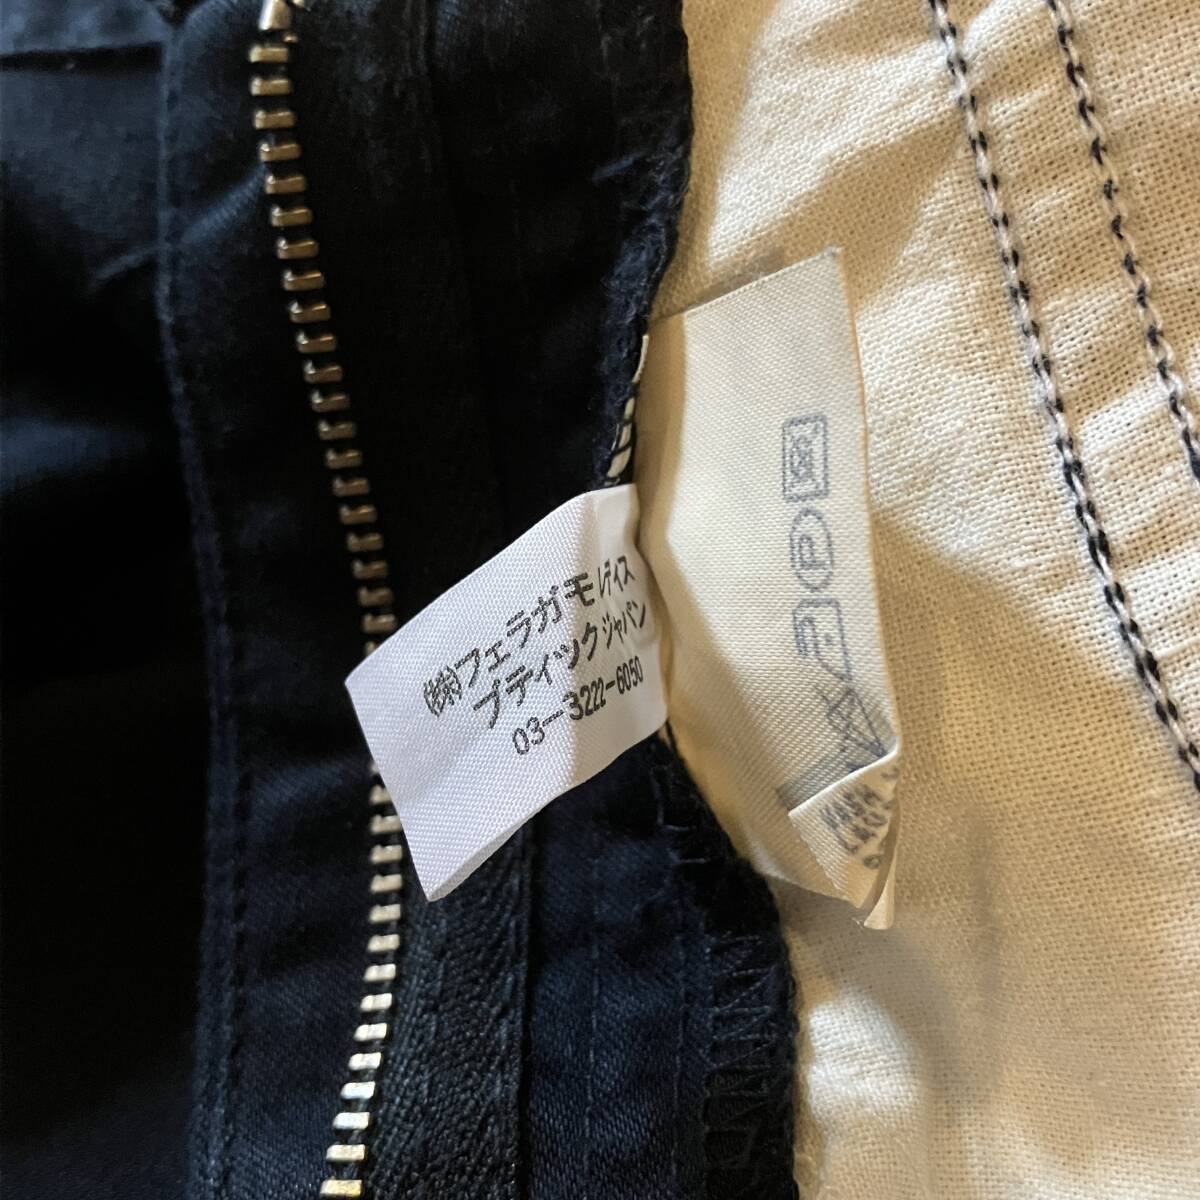 ㈱フェラガモ レディス
ブティック ジャパン
03-3222-6050
P